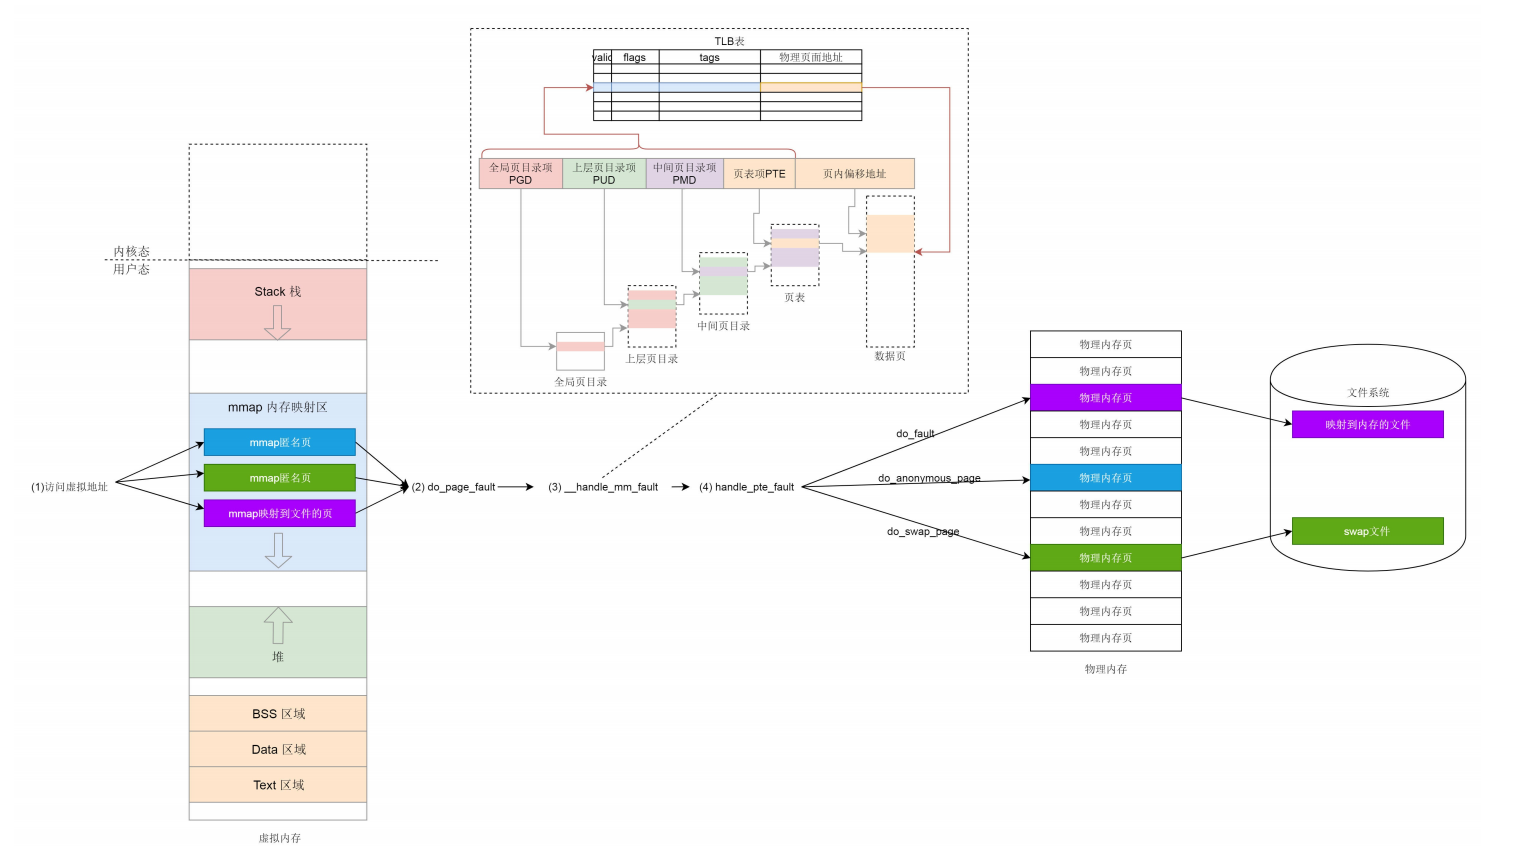 TLB表
valid flags tags 物理页面地址
全局页目录项 上层页目录项 中间页目录项 页表项PTE 页内偏移地址
PGD PUD PMD
页表
中间页目录
上层页目录
全局页目录
数据页
内核态
用户态
Stack 栈
mmap 内存映射区
mmap匿名页
mmap匿名页
mmap映射到文件的页
堆
BSS 区域
Data 区域
Text 区域
虚拟内存
(1)访问虚拟地址
(2) do_page_fault
(3) __handle_mm_fault
(4) handle_pte_fault
do_fault
do_anonymous_page
do_swap_page
物理内存页
物理内存页
物理内存页
物理内存页
物理内存页
物理内存页
物理内存页
物理内存页
物理内存页
物理内存页
物理内存页
物理内存页
物理内存
文件系统
映射到内存的文件
swap文件